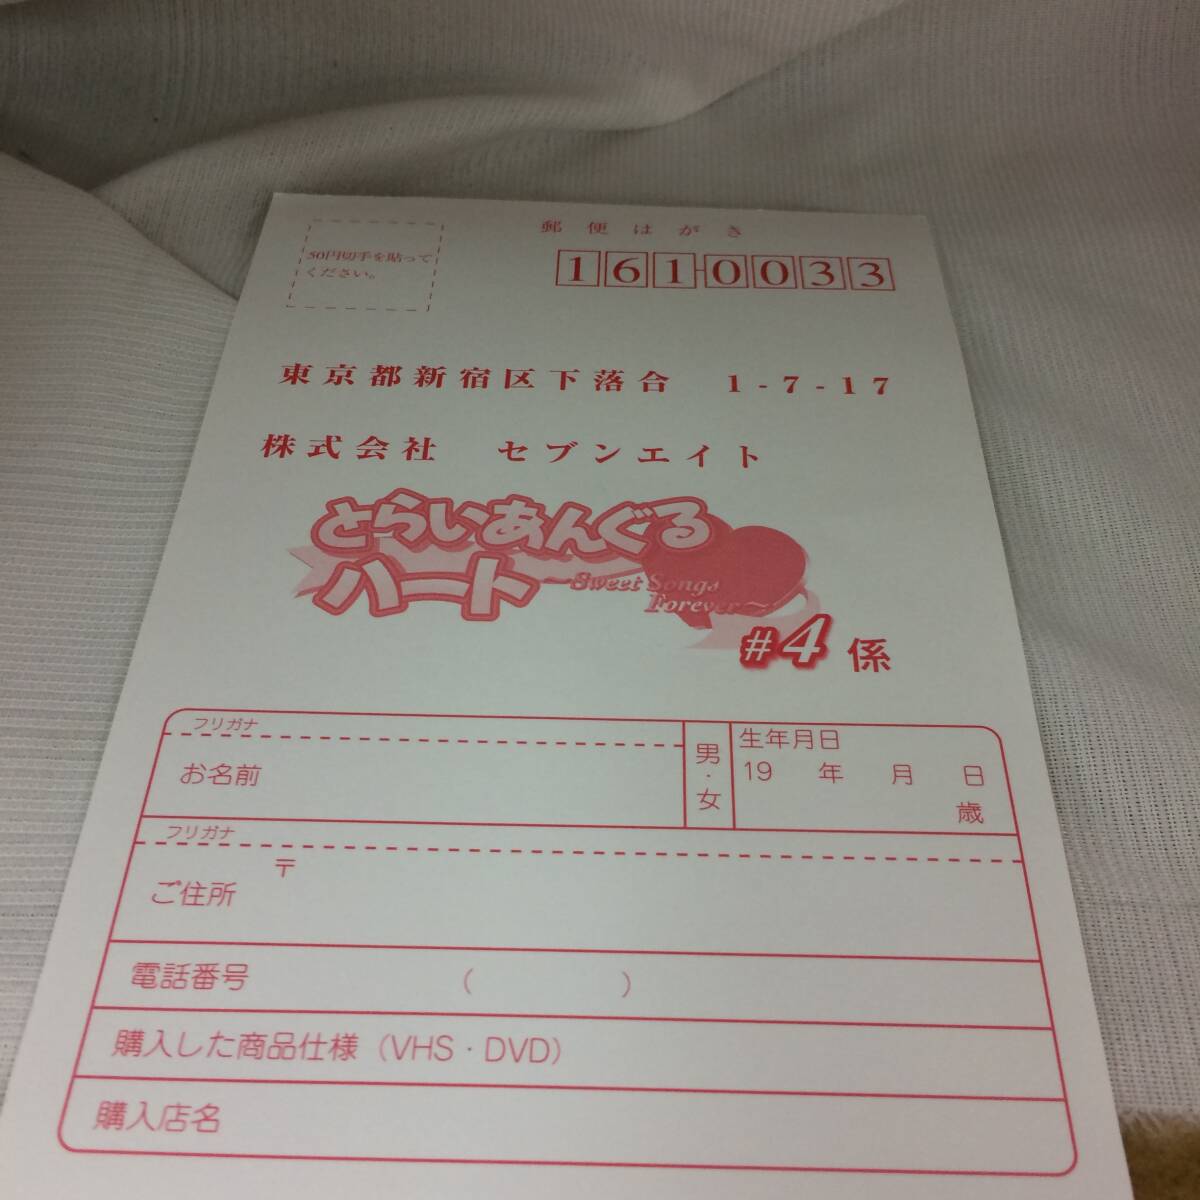 郵便はがき
50円切手を貼って
ください。
161-0033
東京都新宿区下落合 1-7-17
株式会社 セブンエイト
とらいあんぐる
ハート
~Sweet Songs
Forever~
#4 係
フリガナ
お名前
男・女
生年月日
19 年 月 日
歳
フリガナ
〒
ご住所
電話番号 ( )
購入した商品仕様(VHS・DVD)
購入店名